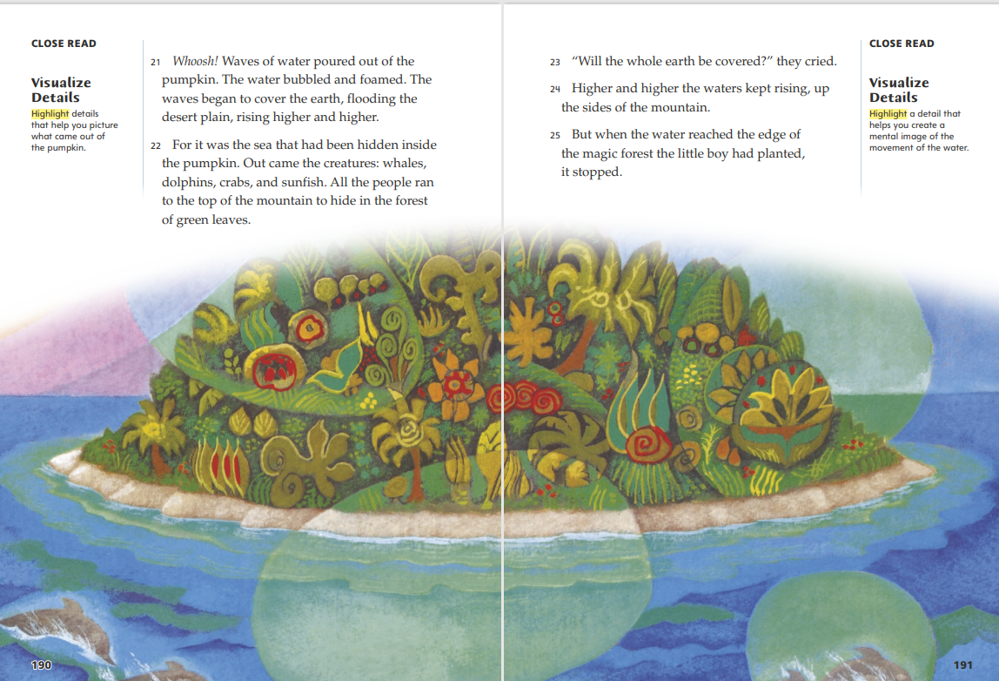 CLOSE READ
Visualize
Details
Highlight details
that help you picture
what came out of
the pumpkin.
21 Whoosh! Waves of water poured out of the
pumpkin. The water bubbled and foamed. The
waves began to cover the earth, flooding the
desert plain, rising higher and higher.
22 For it was the sea that had been hidden inside
the pumpkin. Out came the creatures: whales,
dolphins, crabs, and sunfish. All the people ran
to the top of the mountain to hide in the forest
of green leaves.
190
23 “Will the whole earth be covered?” they cried.
24 Higher and higher the waters kept rising, up
the sides of the mountain.
25 But when the water reached the edge of
the magic forest the little boy had planted,
it stopped.
CLOSE READ
Visualize
Details
Highlight a detail that
helps you create a
mental image of the
movement of the water.
191